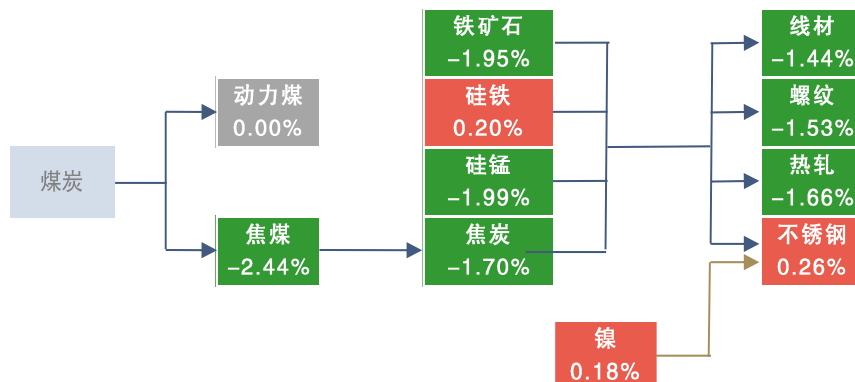 煤炭
动力煤
0.00%
焦煤
-2.44%
铁矿石
-1.95%
硅铁
0.20%
硅锰
-1.99%
焦炭
-1.70%
镍
0.18%
线材
-1.44%
螺纹
-1.53%
热轧
-1.66%
不锈钢
0.26%